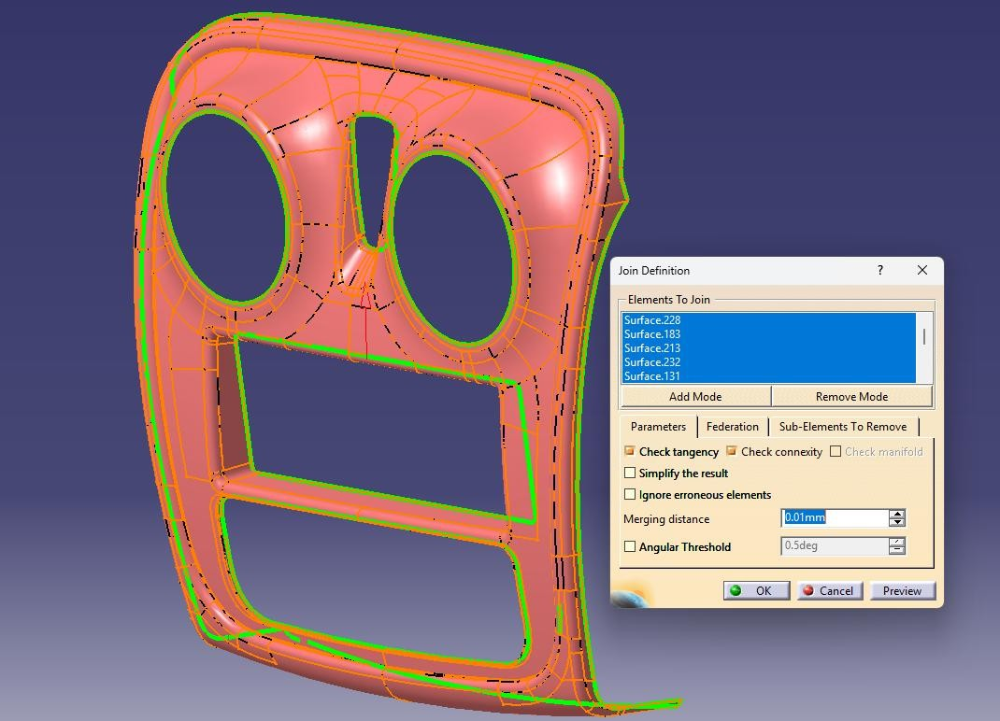 Join Definition
?
Elements To Join
Surface.228
Surface.183
Surface.213
Surface.232
Surface.131
Add Mode Remove Mode
Parameters Federation Sub-Elements To Remove
Check tangency Check connexity Check manifold
Simplify the result
Ignore erroneous elements
Merging distance 0.01mm
Angular Threshold 0.5deg
OK Cancel Preview